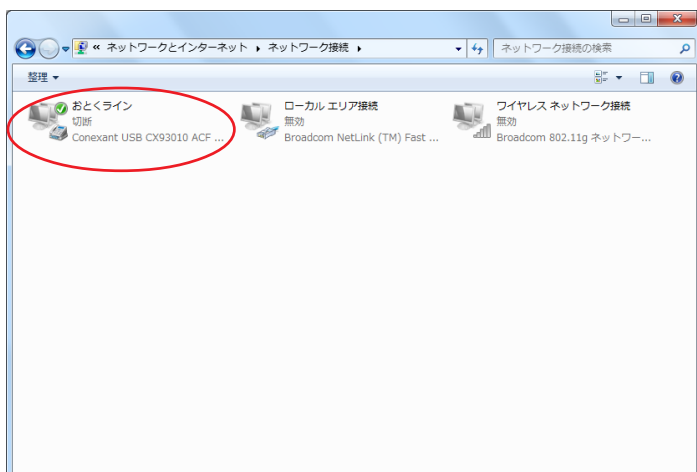 « ネットワークとインターネット ▸ ネットワーク接続 ▸
ネットワーク接続の検索
整理 ▼
おとくライン
切断
Conexant USB CX93010 ACF ...
ローカル エリア接続
無効
Broadcom NetLink (TM) Fast ...
ワイヤレス ネットワーク接続
無効
Broadcom 802.11g ネットワー...